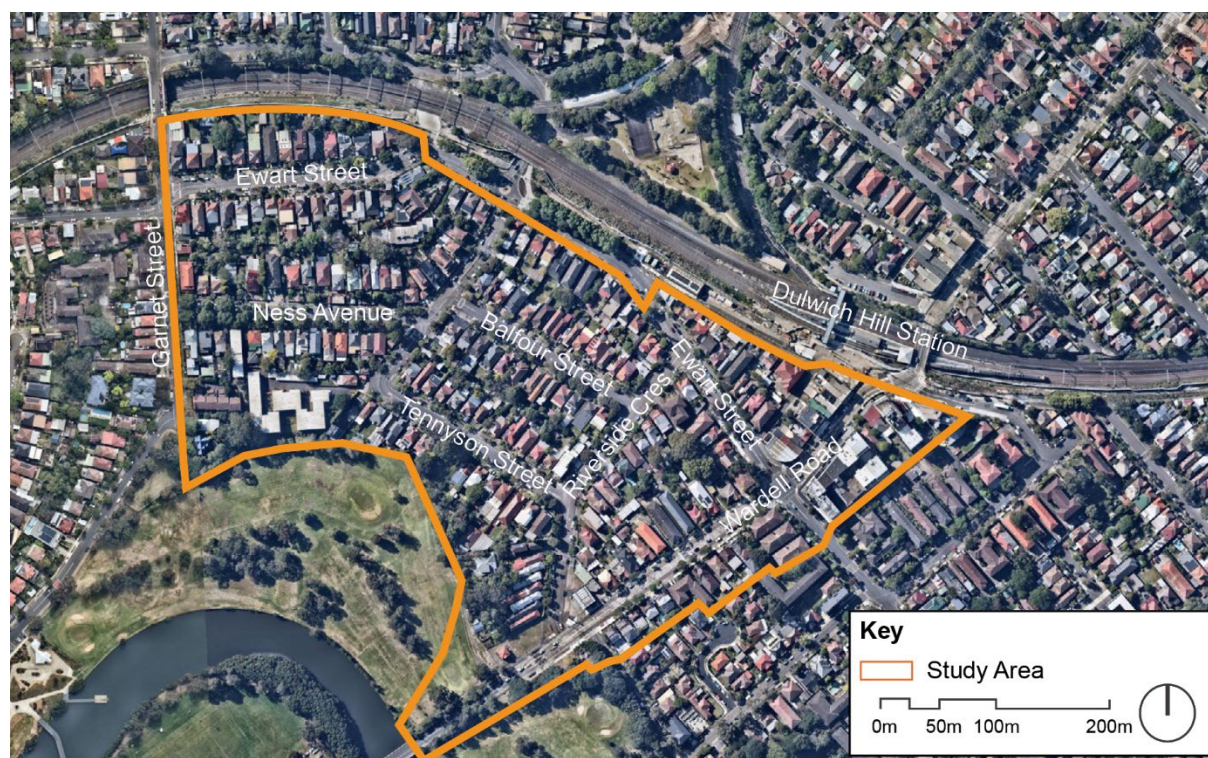 Ewart Street
Garnet Street
Ness Avenue
Balfour Street
Dulwich Hill Station
Ewart Street
Riverside Cres
Tennyson Street
Wardell Road
Key
Study Area
0m 50m 100m 200m